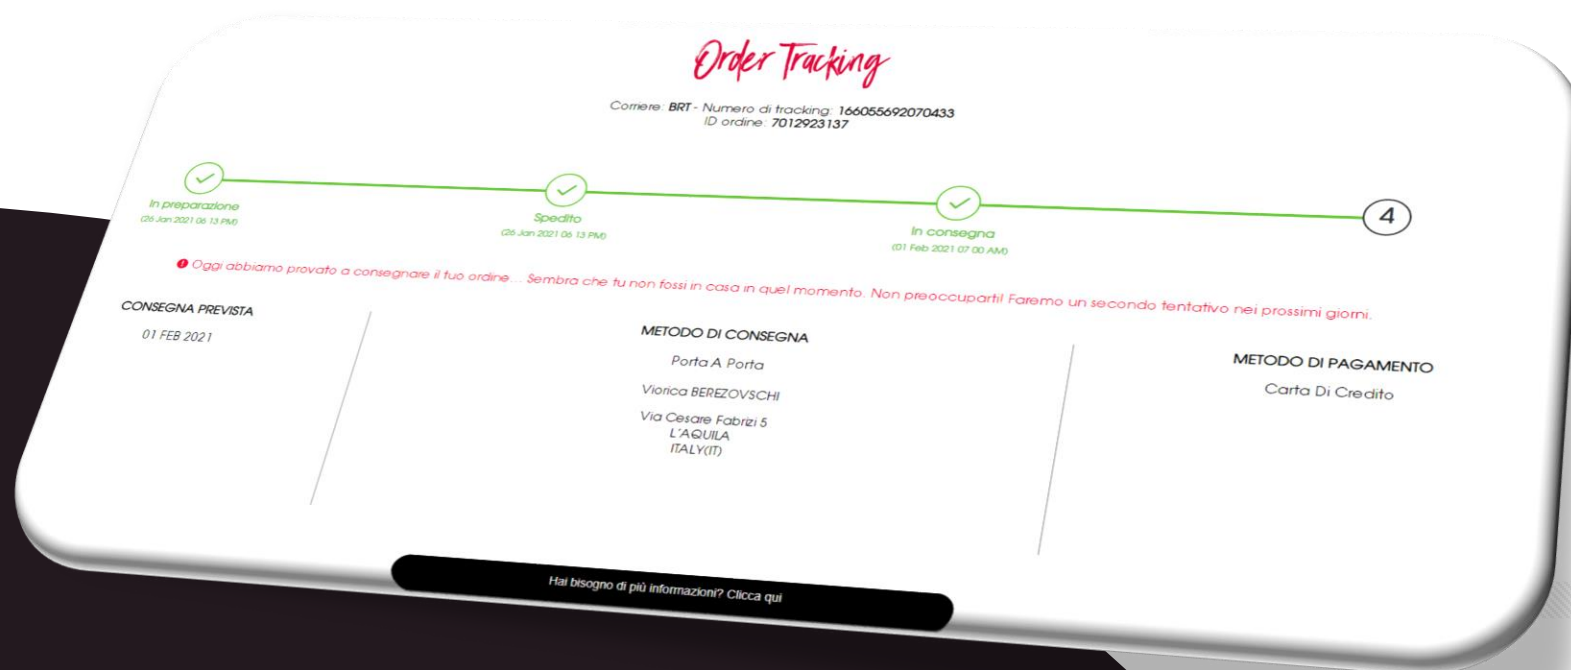 Order Tracking
Corriere: BRT - Numero di tracking: 166055692070433
ID ordine: 7012923137
4
In preparazione
(26 Jan 2021 06 13 PM)
Spedito
(26 Jan 2021 06 13 PM)
In consegna
(01 Feb 2021 07 00 AM)
Oggi abbiamo provato a consegnare il tuo ordine... Sembra che tu non fossi in casa in quel momento. Non preoccuparti! Faremo un secondo tentativo nei prossimi giorni.
CONSEGNA PREVISTA
01 FEB 2021
METODO DI CONSEGNA
Porta A Porta
Viorica BEREZOVSCHI
Via Cesare Fabrizi 5
L'AQUILA
ITALY(IT)
METODO DI PAGAMENTO
Carta Di Credito
Hai bisogno di più informazioni? Clicca qui